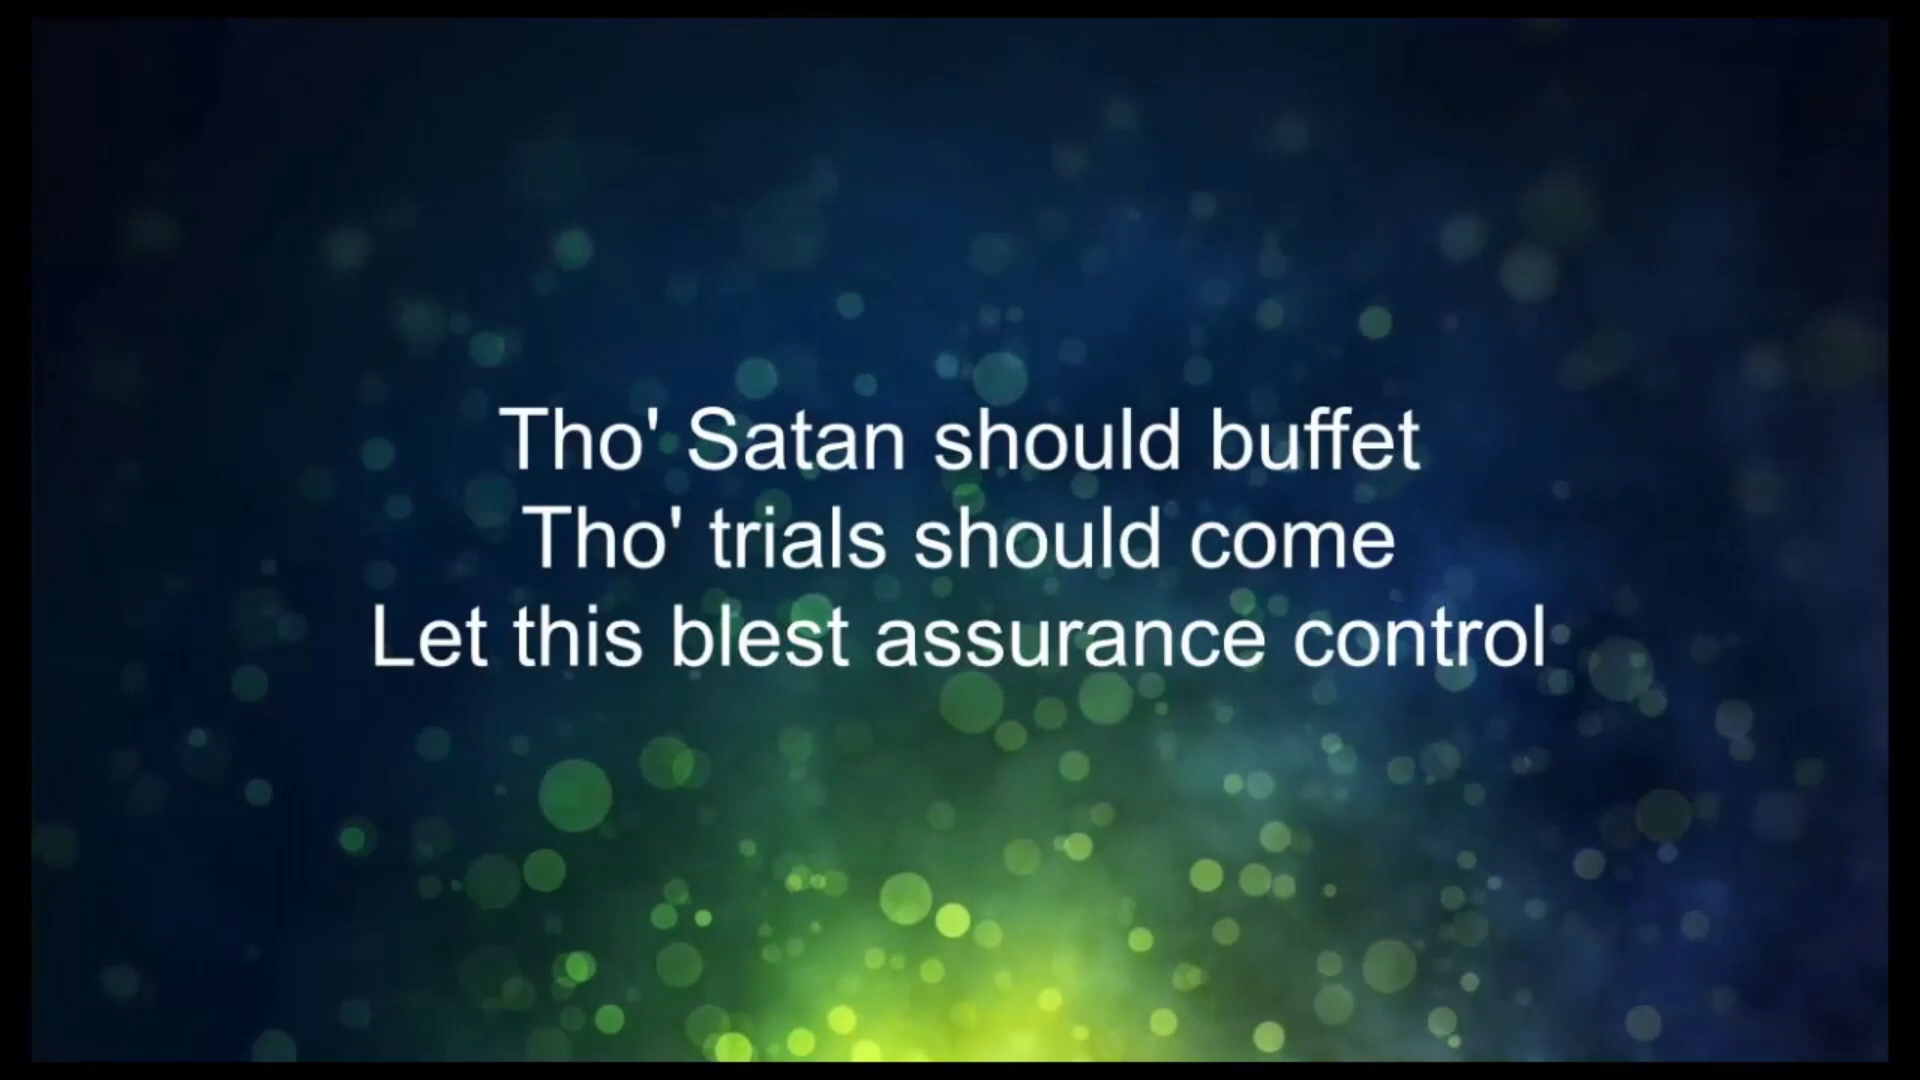 Tho' Satan should buffet
Tho' trials should come
Let this blest assurance control